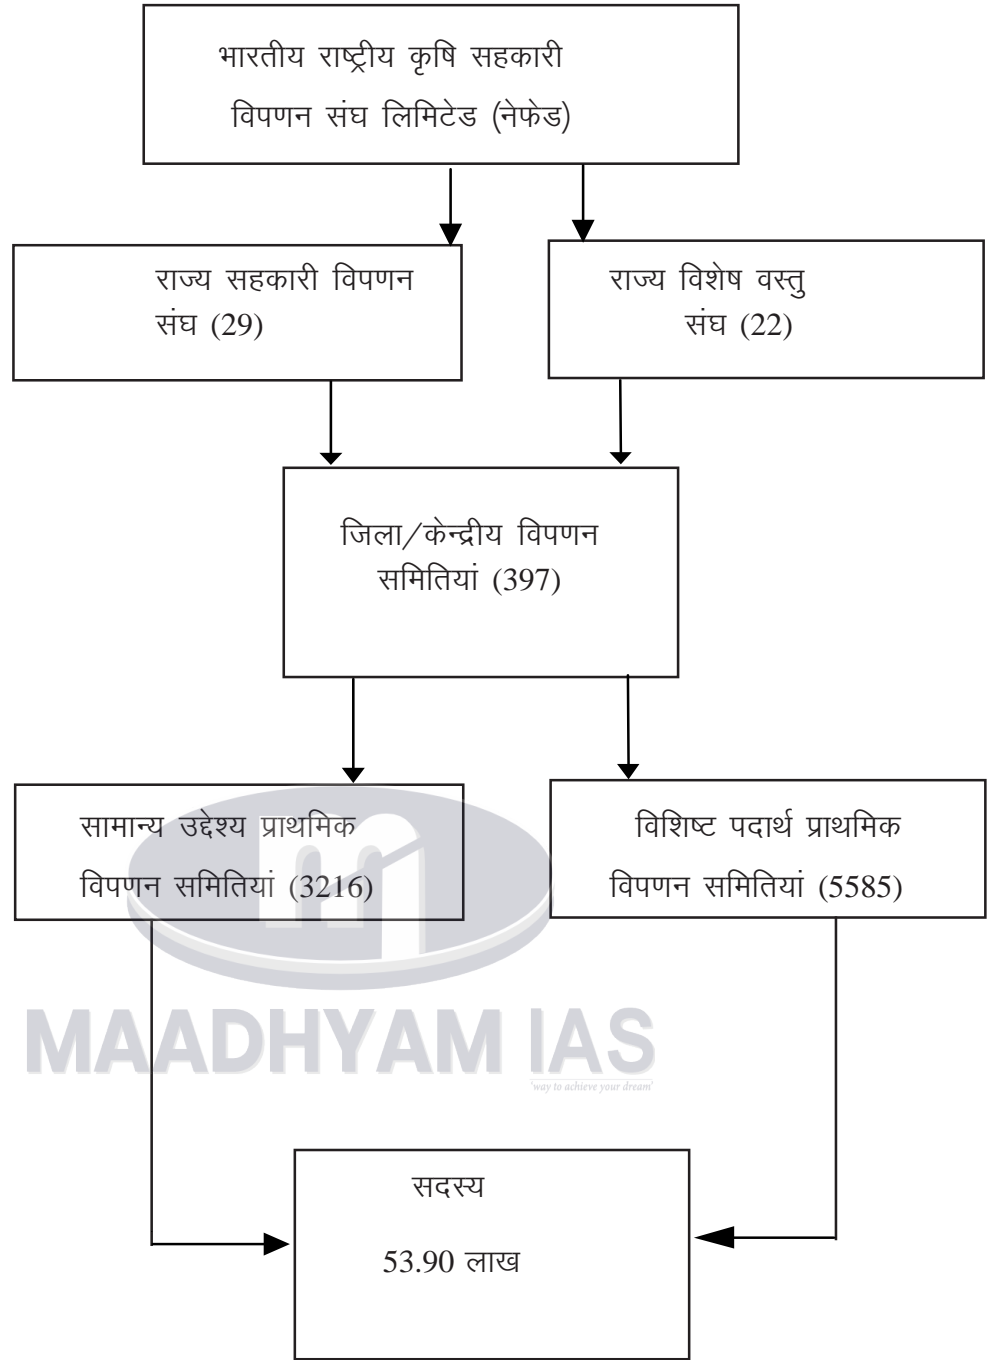 भारतीय राष्ट्रीय कृषि सहकारी
विपणन संघ लिमिटेड (नेफेड)
राज्य सहकारी विपणन
संघ (29)
राज्य विशेष वस्तु
संघ (22)
जिला/केन्द्रीय विपणन
समितियां (397)
सामान्य उद्देश्य प्राथमिक
विपणन समितियां (3216)
विशिष्ट पदार्थ प्राथमिक
विपणन समितियां (5585)
MAADHYAM IAS
'way to achieve your dream'
सदस्य
53.90 लाख